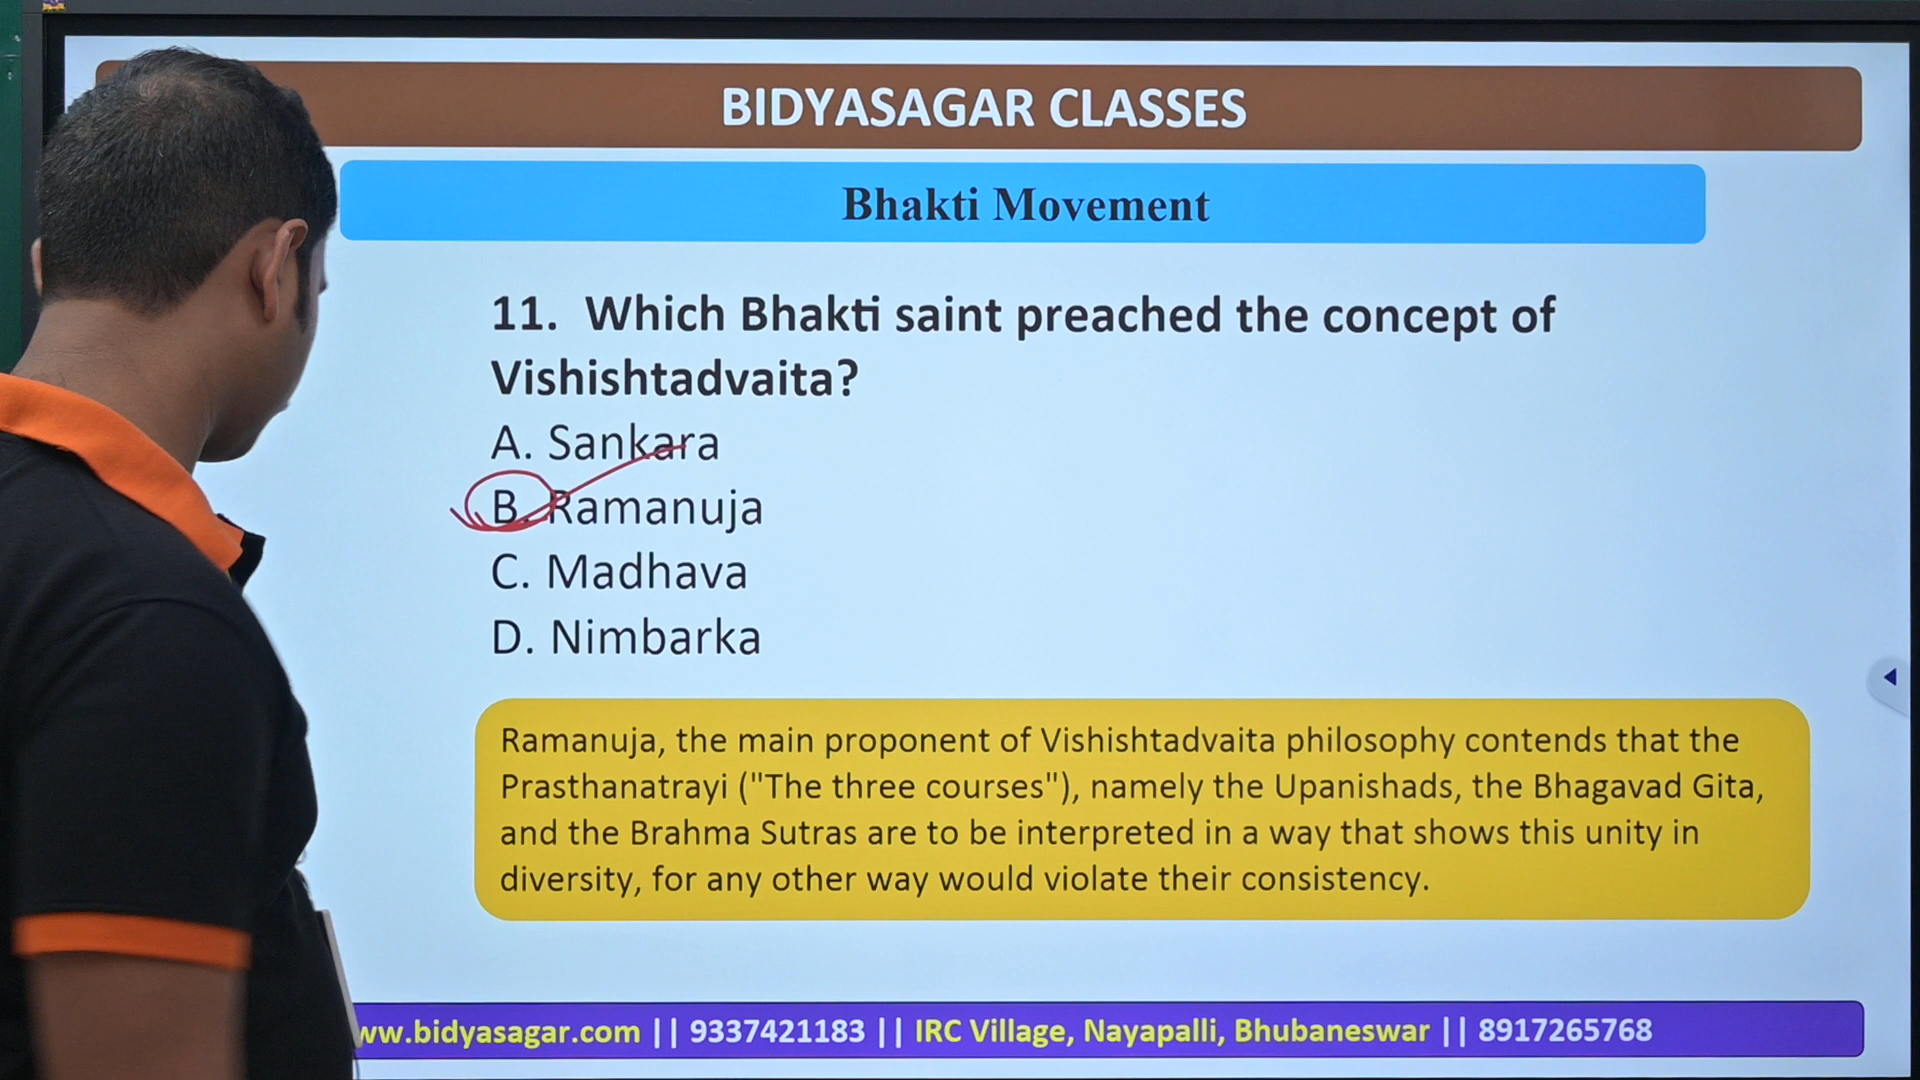 BIDYASAGAR CLASSES
Bhakti Movement
11. Which Bhakti saint preached the concept of
Vishishtadvaita?
A. Sankara
B. Ramanuja
C. Madhava
D. Nimbarka
Ramanuja, the main proponent of Vishishtadvaita philosophy contends that the
Prasthanatrayi ("The three courses"), namely the Upanishads, the Bhagavad Gita,
and the Brahma Sutras are to be interpreted in a way that shows this unity in
diversity, for any other way would violate their consistency.
ww.bidyasagar.com || 9337421183 || IRC Village, Nayapalli, Bhubaneswar || 8917265768